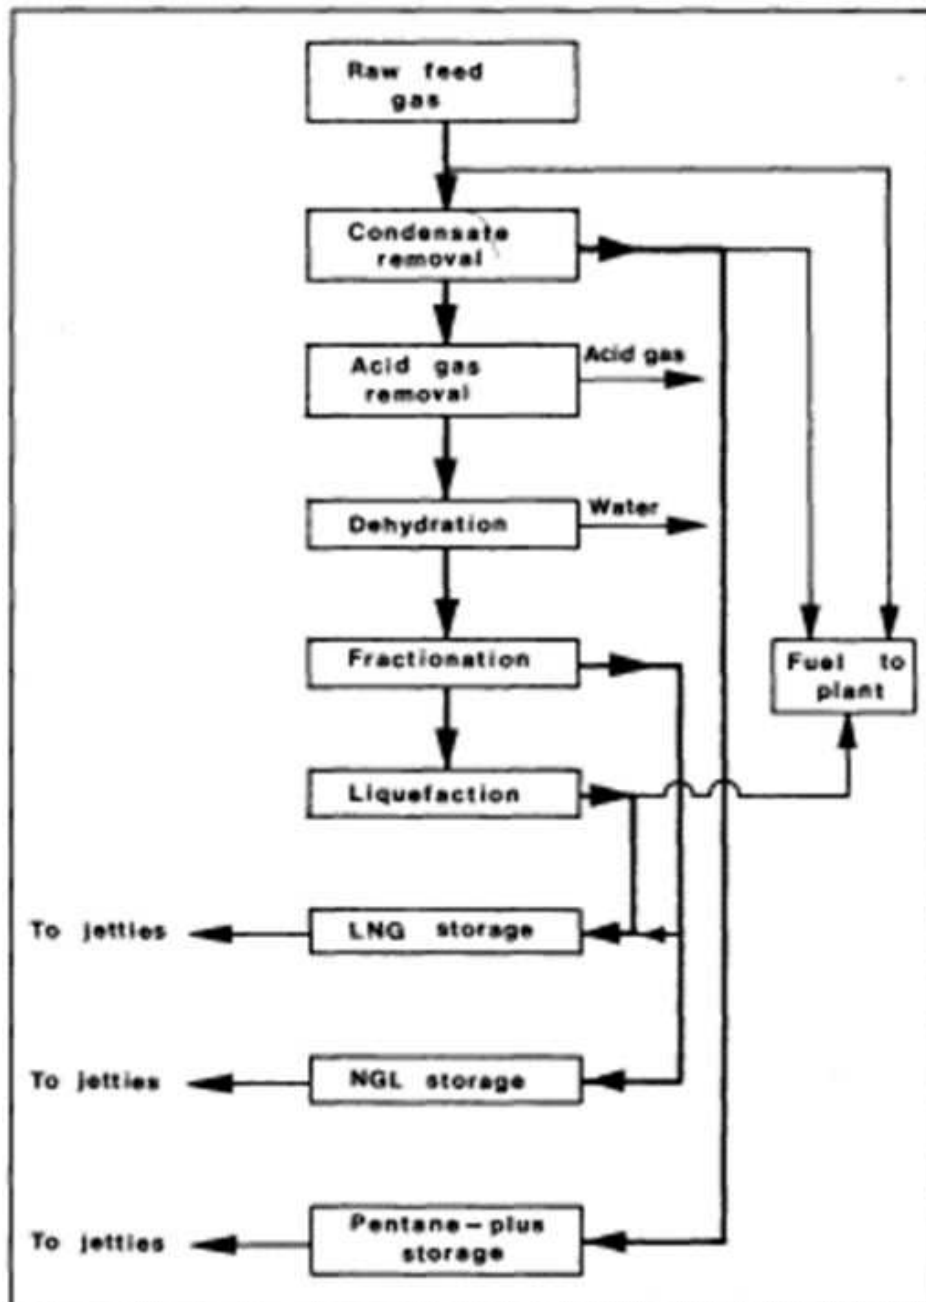 Raw feed
gas
Condensate
removal
Acid gas
removal
Acid gas
Dehydration
Water
Fractionation
Fuel to
plant
Liquefaction
To jetties
LNG storage
To jetties
NGL storage
To jetties
Pentane-plus
storage